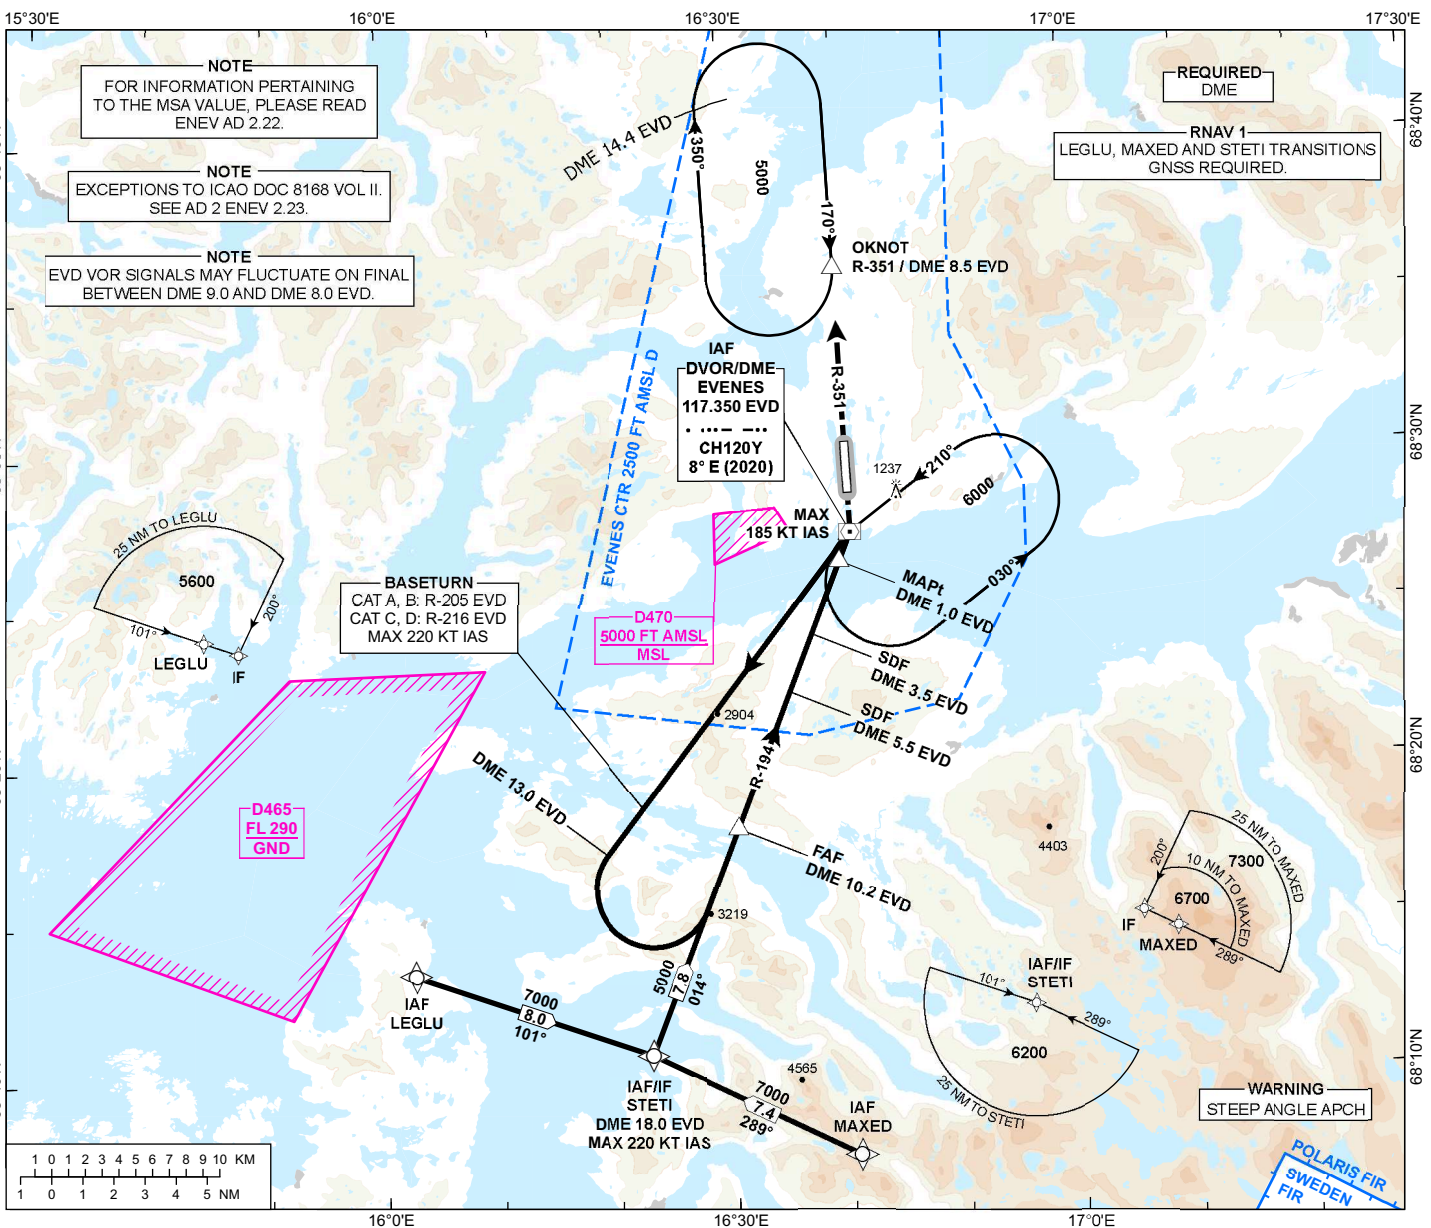 15°30'E
16°0'E
16°30'E
17°0'E
17°30'E
NOTE
FOR INFORMATION PERTAINING
TO THE MSA VALUE, PLEASE READ
ENEV AD 2.22.
NOTE
EXCEPTIONS TO ICAO DOC 8168 VOL II.
SEE AD 2 ENEV 2.23.
NOTE
EVD VOR SIGNALS MAY FLUCTUATE ON FINAL
BETWEEN DME 9.0 AND DME 8.0 EVD.
REQUIRED
DME
RNAV 1
LEGLU, MAXED AND STETI TRANSITIONS
GNSS REQUIRED.
68°40'N
DME 14.4 EVD
350°
5000
170°
OKNOT
R-351 / DME 8.5 EVD
EVENES CTR 2500 FT AMSL D
IAF
DVOR/DME
EVENES
117.350 EVD
CH120Y
8° E (2020)
R-351
68°30'N
1237
210°
6000
030°
MAX
185 KT IAS
MAPt
DME 1.0 EVD
25 NM TO LEGLU
5600
101°
200°
LEGLU
IF
BASETURN
CAT A, B: R-205 EVD
CAT C, D: R-216 EVD
MAX 220 KT IAS
D470
5000 FT AMSL
MSL
SDF
DME 3.5 EVD
SDF
DME 5.5 EVD
2904
68°20'N
R-194
DME 13.0 EVD
D465
FL 290
GND
FAF
DME 10.2 EVD
4403
25 NM TO MAXED
7300
10 NM TO MAXED
6700
200°
IF
MAXED
289°
3219
5000
7.8
014°
IAF
LEGLU
7000
8.0
101°
IAF/IF
STETI
101°
289°
6200
25 NM TO STETI
68°10'N
4565
7000
7.4
289°
IAF/IF
STETI
DME 18.0 EVD
MAX 220 KT IAS
IAF
MAXED
WARNING
STEEP ANGLE APCH
POLARIS FIR
SWEDEN
FIR
1 0 1 2 3 4 5 6 7 8 9 10 KM
1 0 1 2 3 4 5 NM
16°0'E
16°30'E
17°0'E